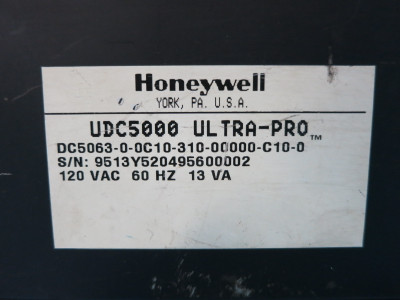 Honeywell
YORK, PA. U.S.A.
UDC5000 ULTRA-PRO™
DC5063-0-0C10-310-00000-C10-0
S/N: 9513Y520495600002
120 VAC 60 HZ 13 VA